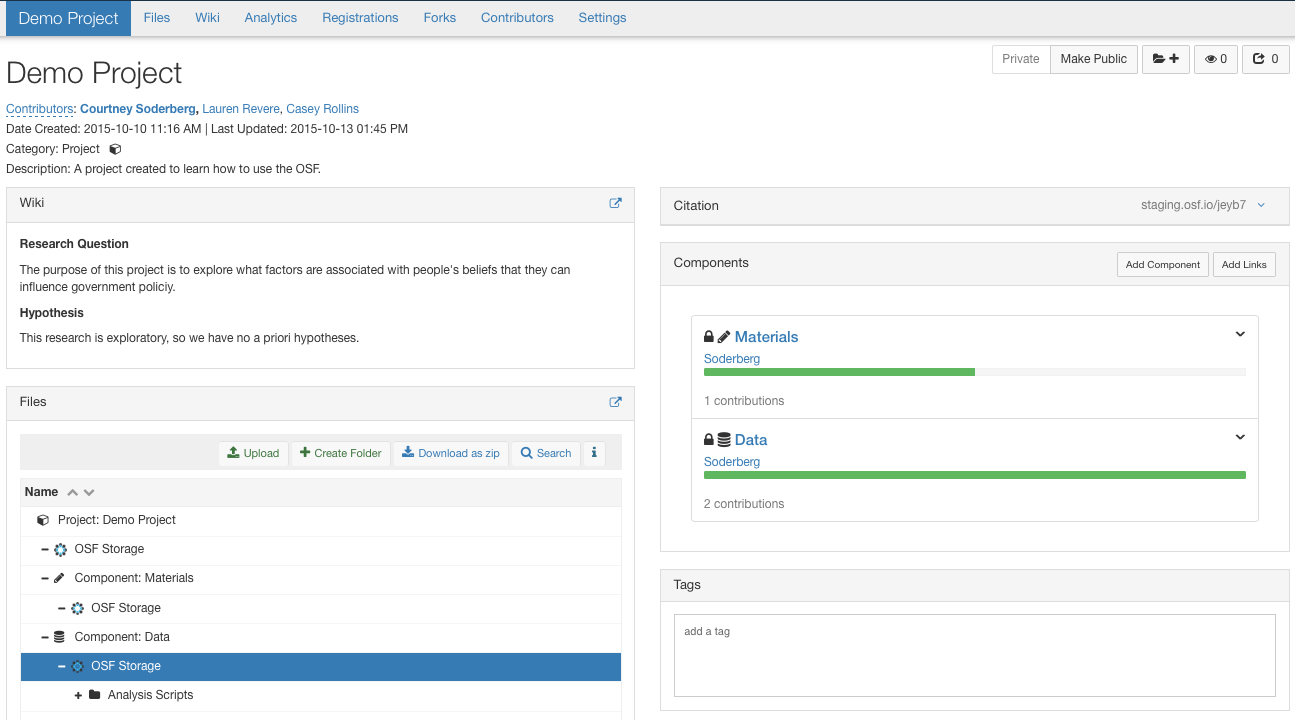 Demo Project Files Wiki Analytics Registrations Forks Contributors Settings
Private Make Public 0 0
Demo Project
Contributors: Courtney Soderberg, Lauren Revere, Casey Rollins
Date Created: 2015-10-10 11:16 AM | Last Updated: 2015-10-13 01:45 PM
Category: Project
Description: A project created to learn how to use the OSF.
Wiki
Research Question
The purpose of this project is to explore what factors are associated with people's beliefs that they can
influence government policiy.
Hypothesis
This research is exploratory, so we have no a priori hypotheses.
Files
Upload Create Folder Download as zip Search i
Name
Project: Demo Project
OSF Storage
Component: Materials
OSF Storage
Component: Data
OSF Storage
Analysis Scripts
Citation staging.osf.io/jeyb7
Components Add Component Add Links
Materials
Soderberg
1 contributions
Data
Soderberg
2 contributions
Tags
add a tag